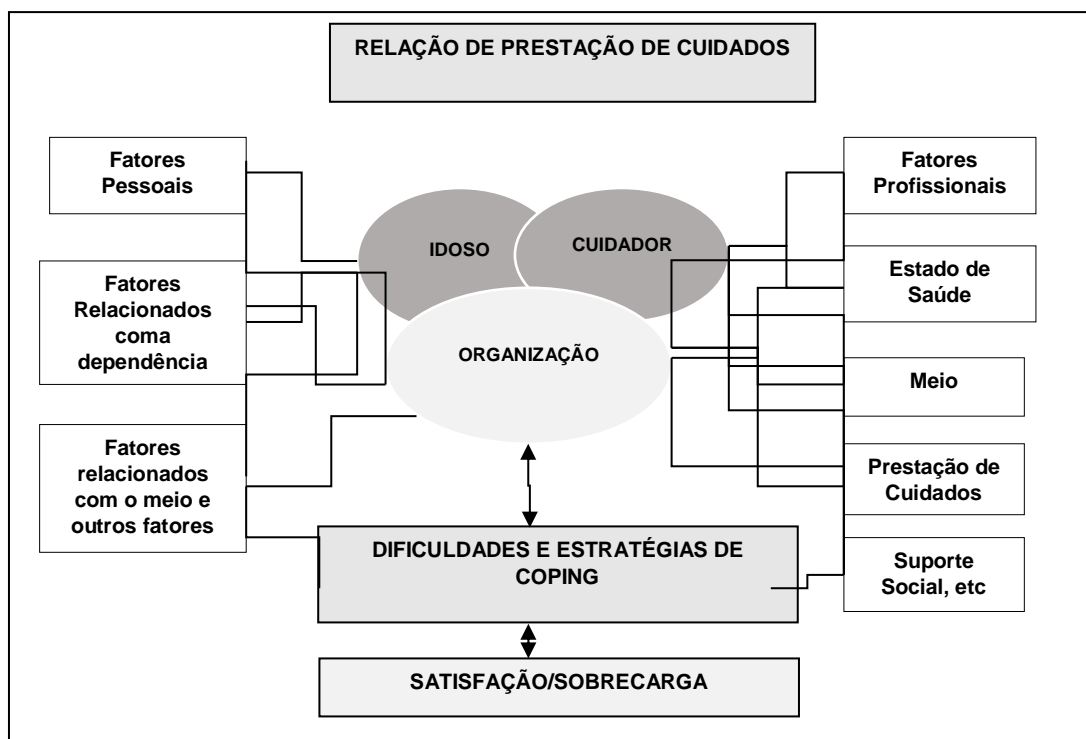 RELAÇÃO DE PRESTAÇÃO DE CUIDADOS
Fatores
Pessoais
Fatores
Relacionados
coma
dependência
Fatores
relacionados
com o meio e
outros fatores
IDOSO
CUIDADOR
ORGANIZAÇÃO
Fatores
Profissionais
Estado de
Saúde
Meio
Prestação de
Cuidados
Suporte
Social, etc
DIFICULDADES E ESTRATÉGIAS DE
COPING
SATISFAÇÃO/SOBRECARGA